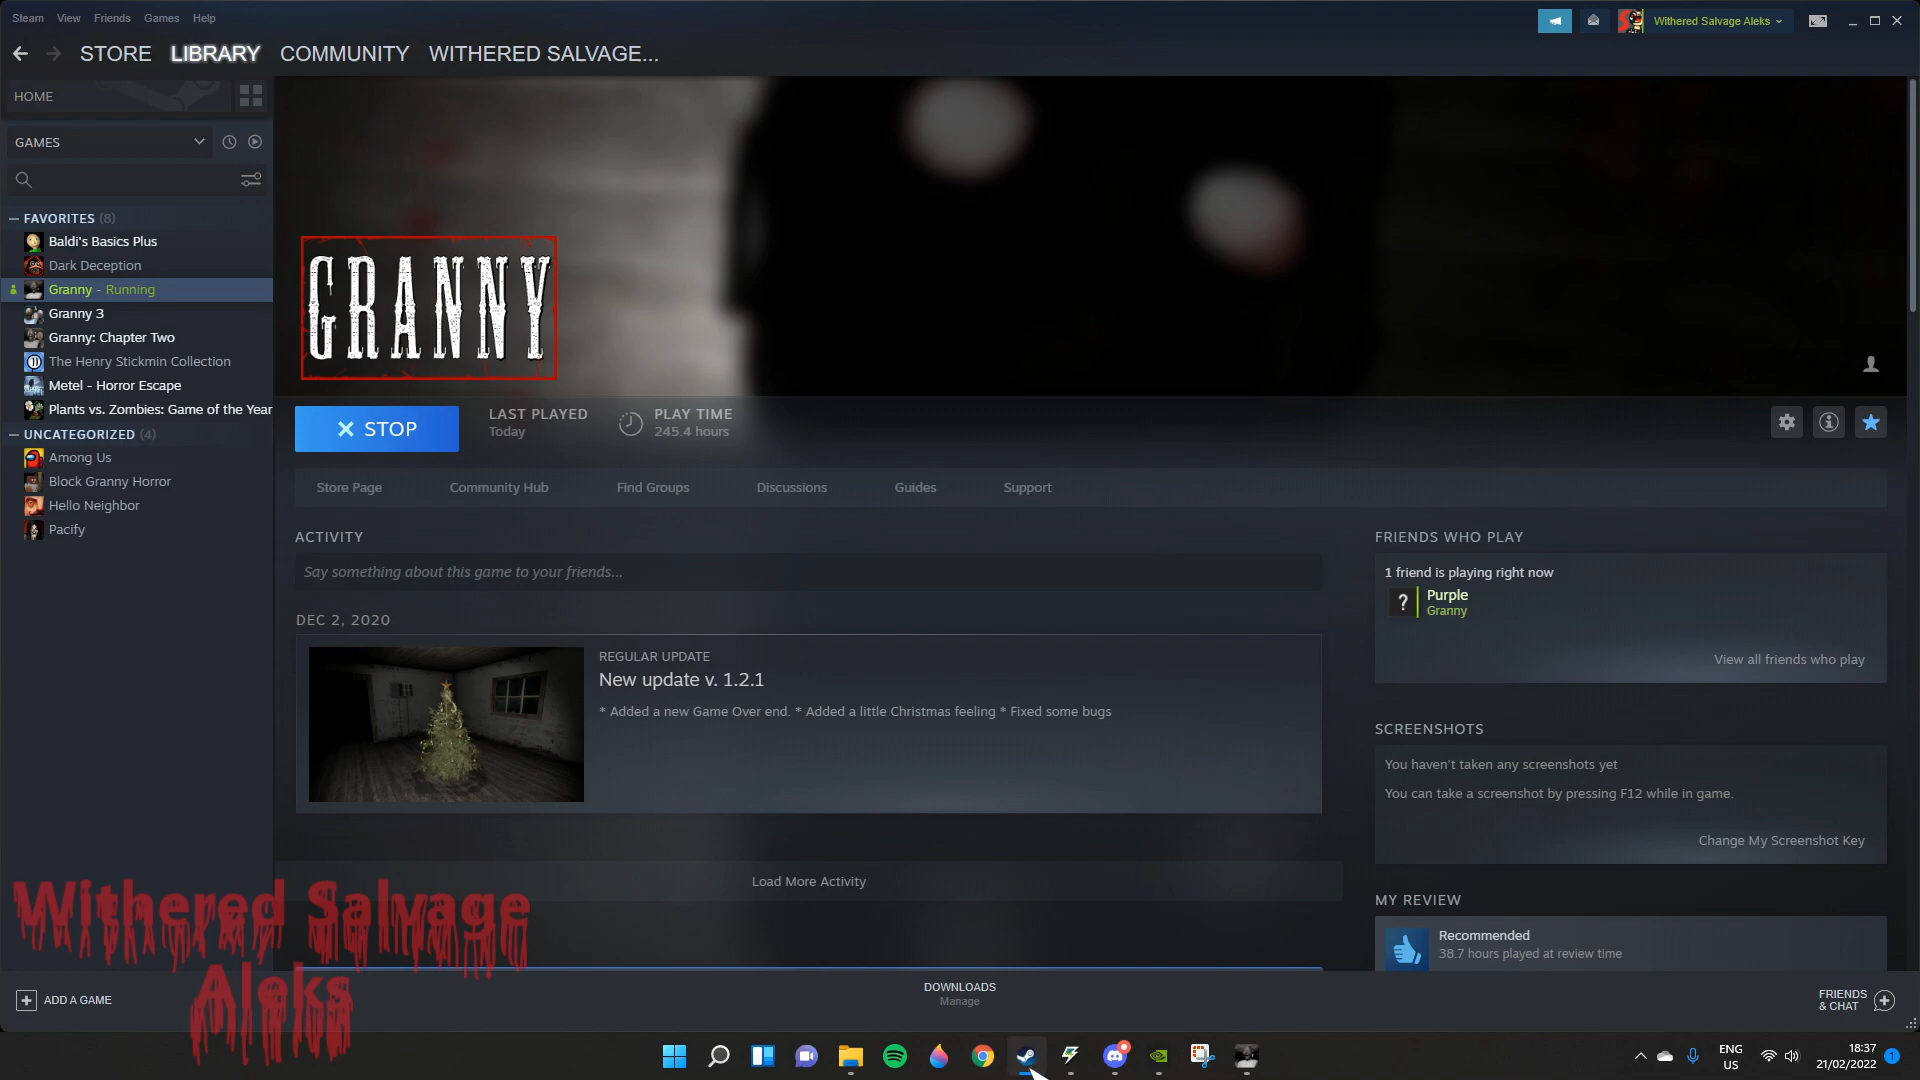 Steam View Friends Games Help
Withered Salvage Aleks
STORE LIBRARY COMMUNITY WITHERED SALVAGE...
HOME
GAMES
FAVORITES (8)
Baldi's Basics Plus
Dark Deception
Granny - Running
Granny 3
Granny: Chapter Two
The Henry Stickmin Collection
Metel - Horror Escape
Plants vs. Zombies: Game of the Year
UNCATEGORIZED (4)
Among Us
Block Granny Horror
Hello Neighbor
Pacify
GRANNY
STOP
LAST PLAYED
Today
PLAY TIME
245.4 hours
Store Page Community Hub Find Groups Discussions Guides Support
ACTIVITY
Say something about this game to your friends...
DEC 2, 2020
REGULAR UPDATE
New update v. 1.2.1
* Added a new Game Over end. * Added a little Christmas feeling * Fixed some bugs
Load More Activity
FRIENDS WHO PLAY
1 friend is playing right now
?
Purple
Granny
View all friends who play
SCREENSHOTS
You haven't taken any screenshots yet
You can take a screenshot by pressing F12 while in game.
Change My Screenshot Key
MY REVIEW
Recommended
38.7 hours played at review time
Withered Salvage
Aleks
ADD A GAME
DOWNLOADS
Manage
FRIENDS
& CHAT
ENG
US
18:37
21/02/2022
1